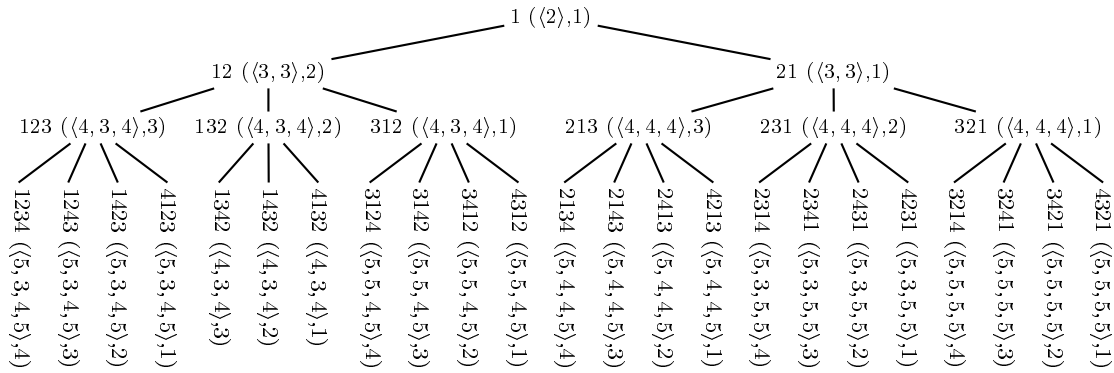 1 (⟨2⟩,1)
12 (⟨3, 3⟩,2)
21 (⟨3, 3⟩,1)
123 (⟨4, 3, 4⟩,3)
132 (⟨4, 3, 4⟩,2)
312 (⟨4, 3, 4⟩,1)
213 (⟨4, 4, 4⟩,3)
231 (⟨4, 4, 4⟩,2)
321 (⟨4, 4, 4⟩,1)
1234 (⟨5, 3, 4, 5⟩,4)
1243 (⟨5, 3, 4, 5⟩,3)
1423 (⟨5, 3, 4, 5⟩,2)
4123 (⟨5, 3, 4, 5⟩,1)
1342 (⟨4, 3, 4⟩,3)
1432 (⟨4, 3, 4⟩,2)
4132 (⟨4, 3, 4⟩,1)
3124 (⟨5, 5, 4, 5⟩,4)
3142 (⟨5, 5, 4, 5⟩,3)
3412 (⟨5, 5, 4, 5⟩,2)
4312 (⟨5, 5, 4, 5⟩,1)
2134 (⟨5, 4, 4, 5⟩,4)
2143 (⟨5, 4, 4, 5⟩,3)
2413 (⟨5, 4, 4, 5⟩,2)
4213 (⟨5, 4, 4, 5⟩,1)
2314 (⟨5, 3, 5, 5⟩,4)
2341 (⟨5, 3, 5, 5⟩,3)
2431 (⟨5, 3, 5, 5⟩,2)
4231 (⟨5, 3, 5, 5⟩,1)
3214 (⟨5, 5, 5, 5⟩,4)
3241 (⟨5, 5, 5, 5⟩,3)
3421 (⟨5, 5, 5, 5⟩,2)
4321 (⟨5, 5, 5, 5⟩,1)